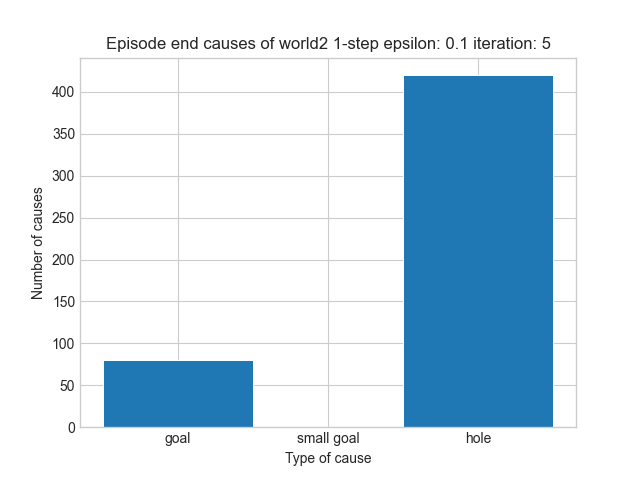 Episode end causes of world2 1-step epsilon: 0.1 iteration: 5
Number of causes
400
350
300
250
200
150
100
50
0
goal small goal hole
Type of cause